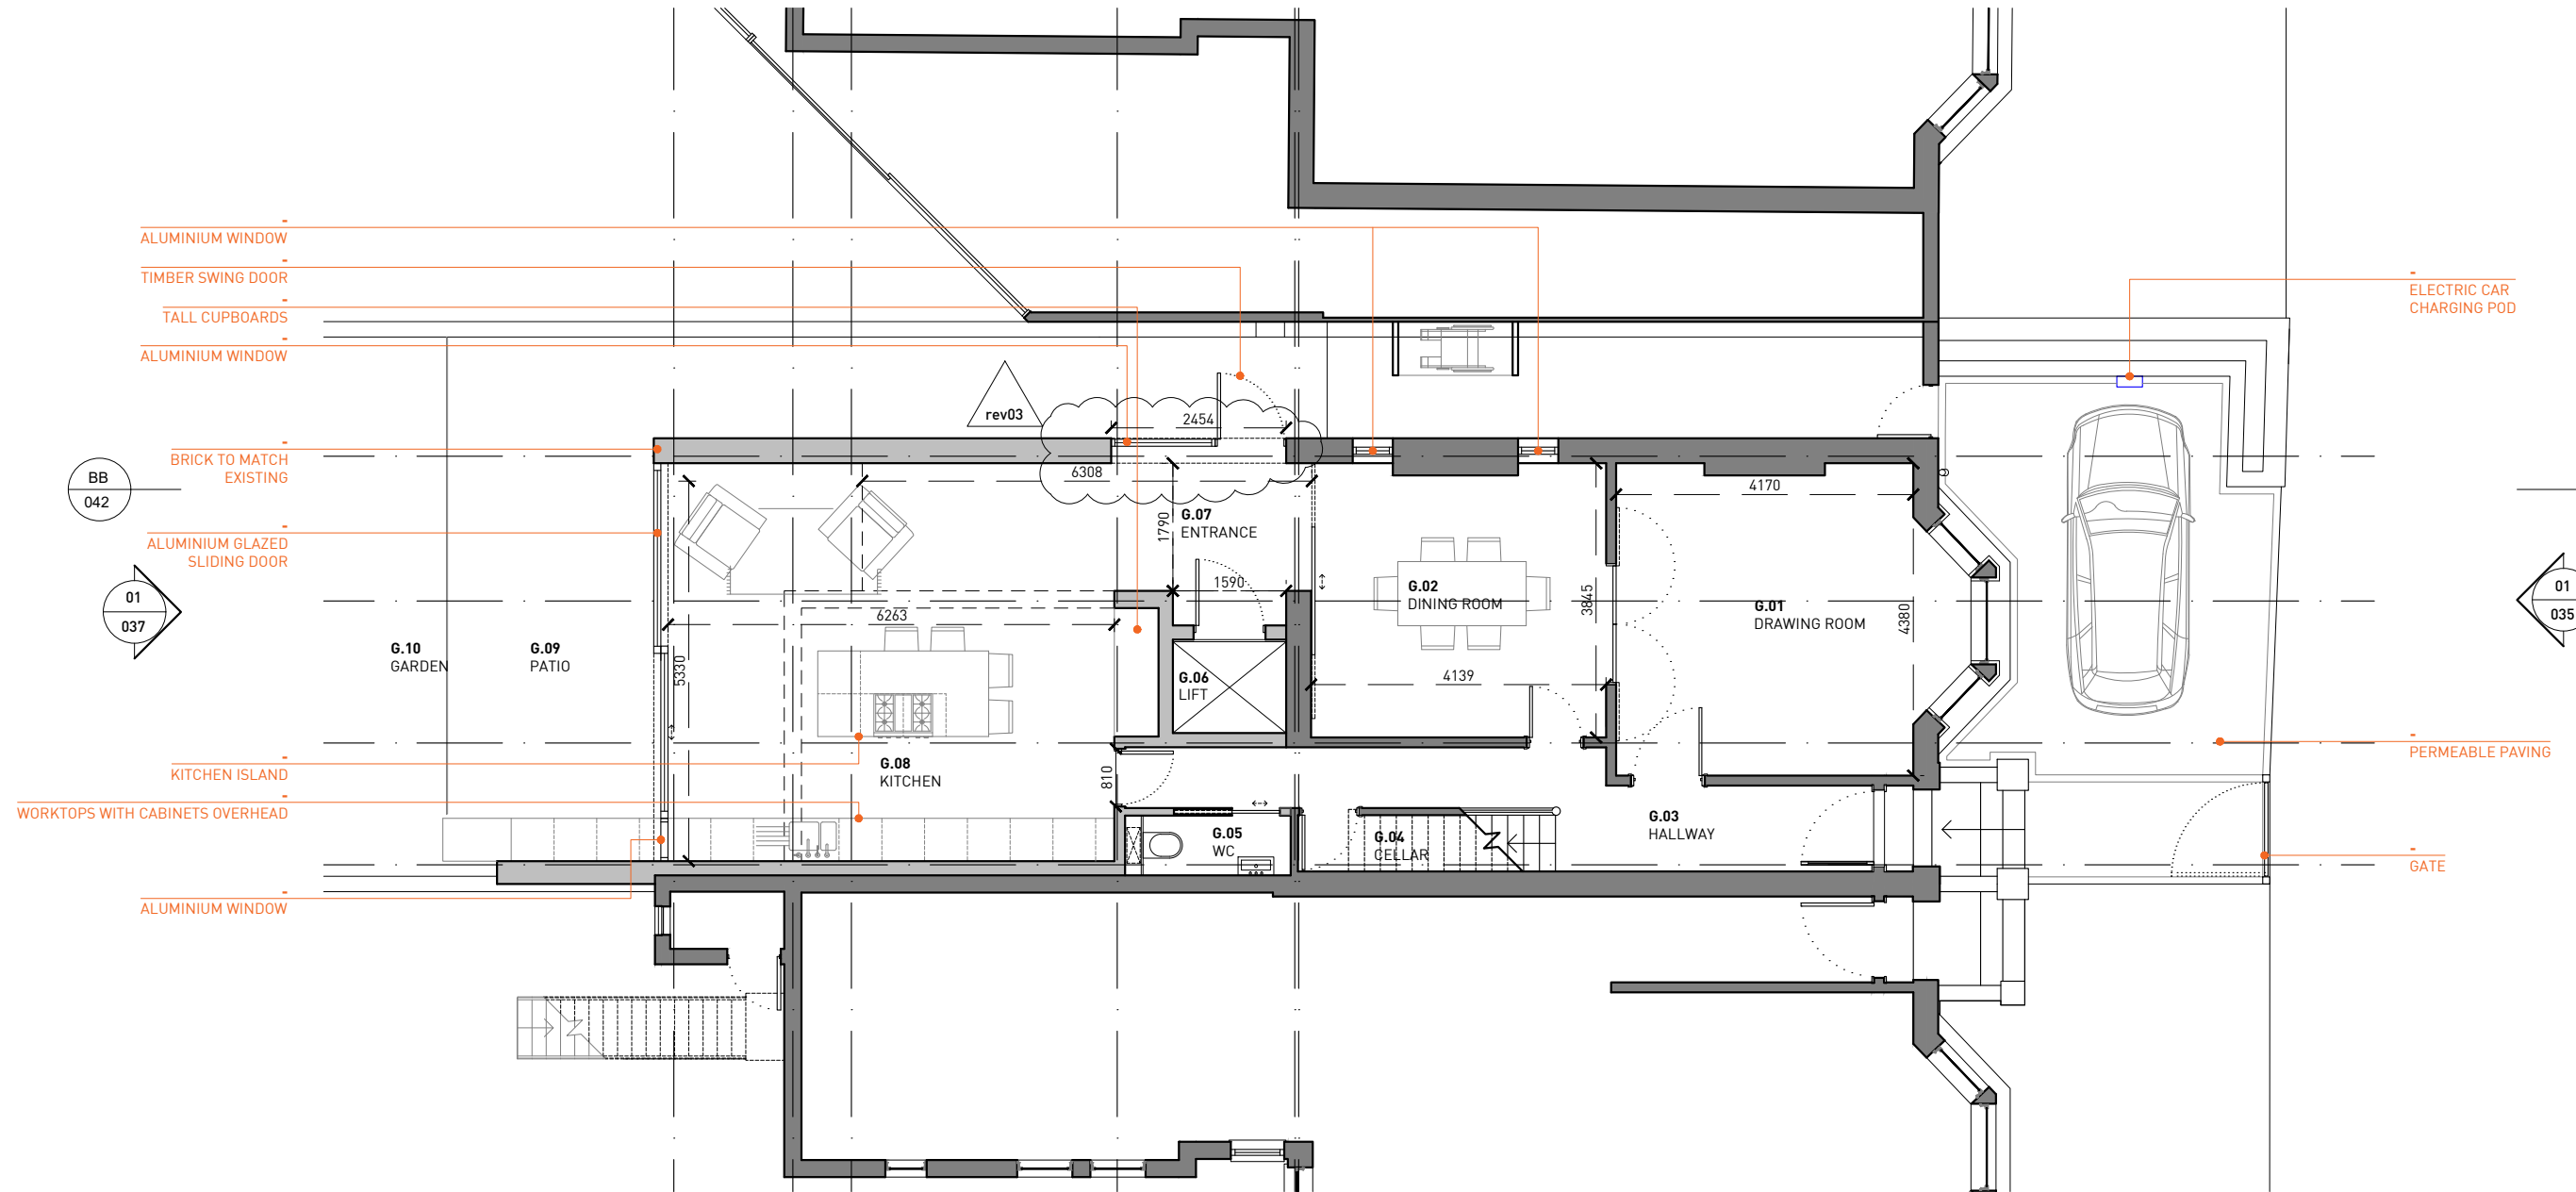 -
ALUMINIUM WINDOW
-
TIMBER SWING DOOR
-
TALL CUPBOARDS
-
ALUMINIUM WINDOW
-
BRICK TO MATCH
EXISTING
-
ALUMINIUM GLAZED
SLIDING DOOR
-
KITCHEN ISLAND
-
WORKTOPS WITH CABINETS OVERHEAD
-
ALUMINIUM WINDOW
BB
042
01
037
G.10
GARDEN
G.09
PATIO
rev03
2454
6308
1790
G.07
ENTRANCE
1590
6263
5330
G.06
LIFT
G.08
KITCHEN
810
G.05
WC
G.04
CELLAR
G.02
DINING ROOM
3845
4139
4170
G.01
DRAWING ROOM
4380
G.03
HALLWAY
-
ELECTRIC CAR
CHARGING POD
01
035
-
PERMEABLE PAVING
-
GATE